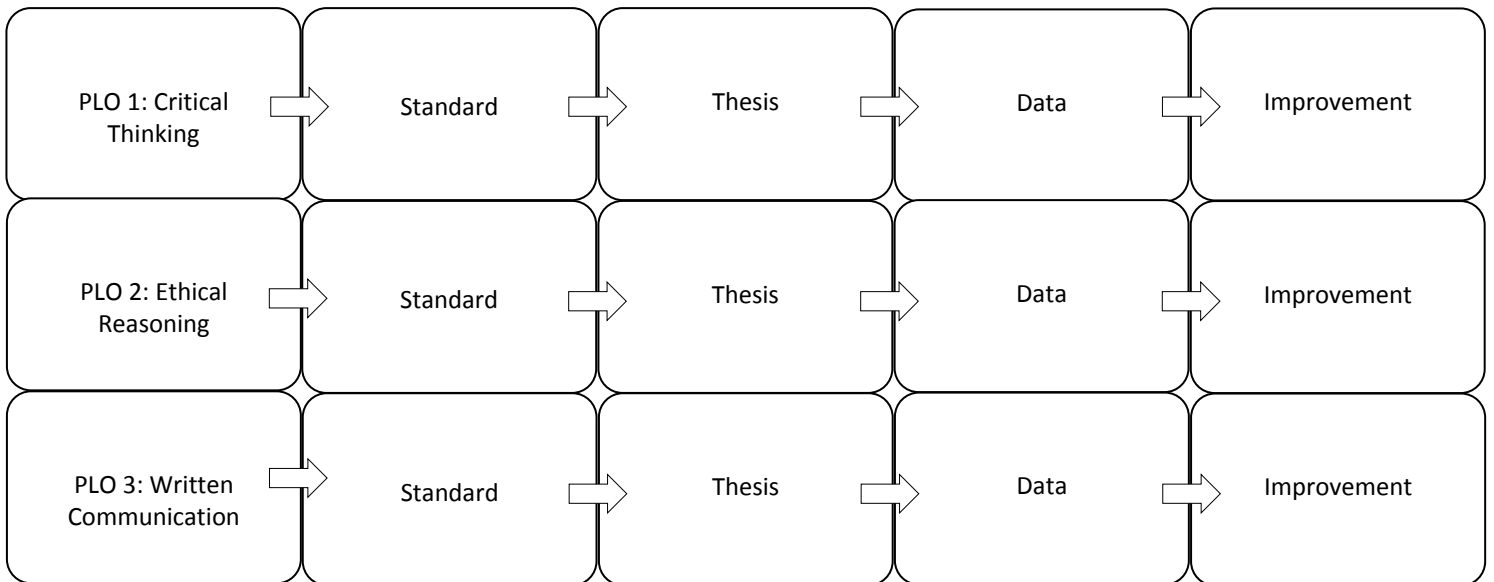 PLO 1: Critical
Thinking
Standard
Thesis
Data
Improvement
PLO 2: Ethical
Reasoning
Standard
Thesis
Data
Improvement
PLO 3: Written
Communication
Standard
Thesis
Data
Improvement